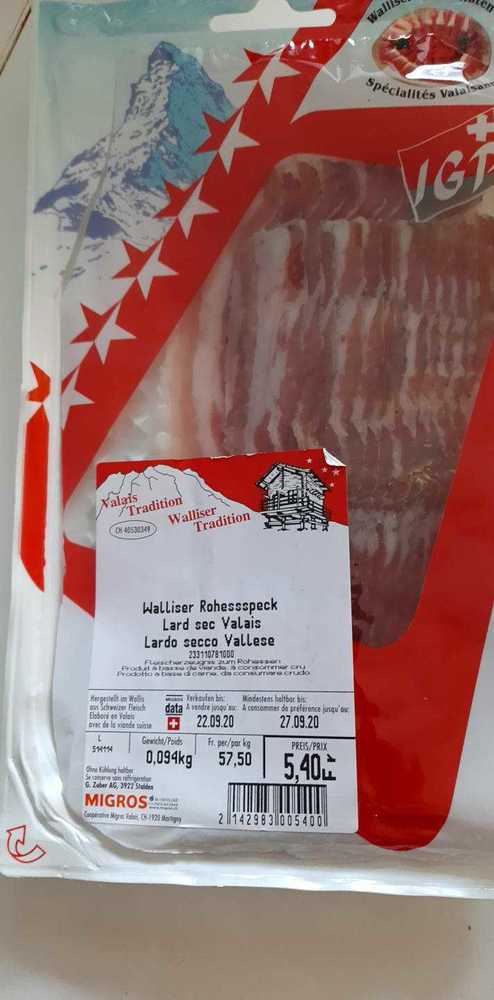 Walliser
Spécialités Valaisannes
IGP
Valais
Tradition
Walliser
Tradition
CH 40530349
Walliser Rohessspeck
Lard sec Valais
Lardo secco Vallese
233110781000
Fleischerzeugnis zum Rohessen
Produit à base de viande, à consommer cru
Prodotto a base di carne, da consumare crudo
Hergestellt im Wallis
aus Schweizer Fleisch
Elaboré en Valais
avec de la viande suisse
data
Verkaufen bis:
A vendre jusqu'au:
22.09.20
Mindestens haltbar bis:
A consommer de préférence jusqu'au:
27.09.20
L
514114
Gewicht/Poids
0,094kg
Fr. per/par kg
57,50
PREIS/PRIX
5,40 Fr
Ohne Kühlung haltbar
Se conserve sans réfrigération
G. Zuber AG, 3922 Stalden
MIGROS
Coopérative Migros Valais, CH-1920 Martigny
2 142983 005400